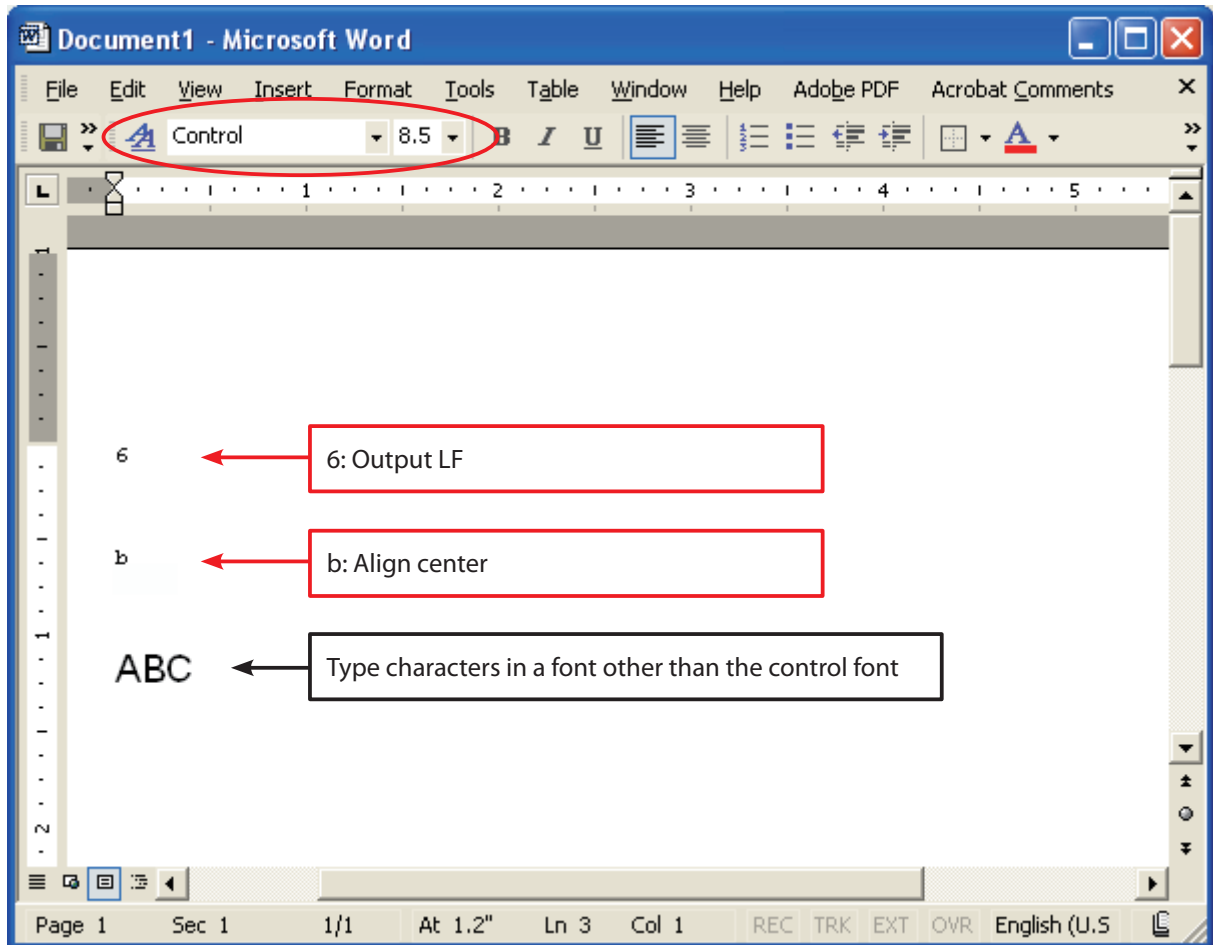 Document1 - Microsoft Word
File Edit View Insert Format Tools Table Window Help Adobe PDF Acrobat Comments
Control 8.5 B I U A
L 1 2 3 4 5
1
6 6: Output LF
b b: Align center
1
ABC Type characters in a font other than the control font
2
Page 1 Sec 1 1/1 At 1.2" Ln 3 Col 1 REC TRK EXT OVR English (U.S